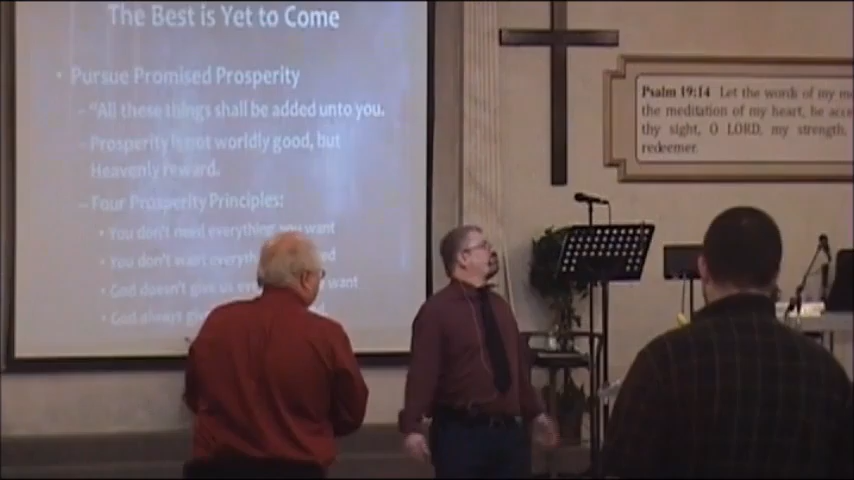 The Best is Yet to Come
• Pursue Promised Prosperity
– "All these things shall be added unto you.
– Prosperity is not worldly good, but
Heavenly reward.
– Four Prosperity Principles:
• You don't need everything you want
• You don't want
• God doesn't give us want
• God always
Psalm 19:14 Let the words of my
the meditation of my heart, be
thy sight, O LORD, my strength,
redeemer.